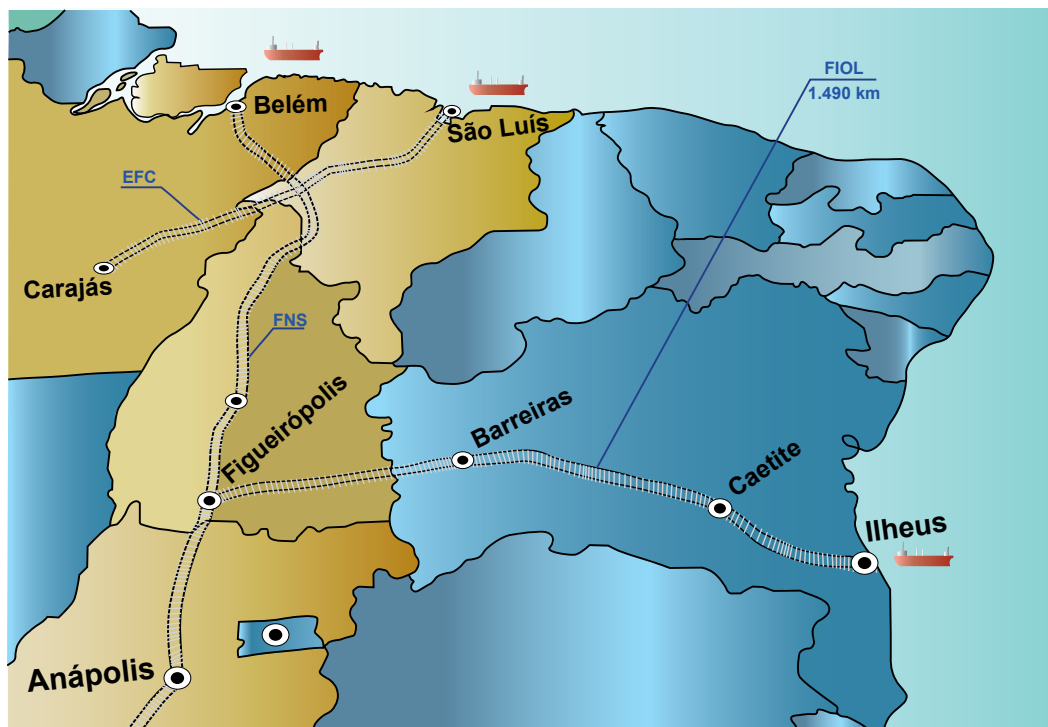 FIOL
1.490 km
Belém
São Luís
EFC
Carajás
FNS
Figueirópolis
Barreiras
Caetite
Ilheus
Anápolis